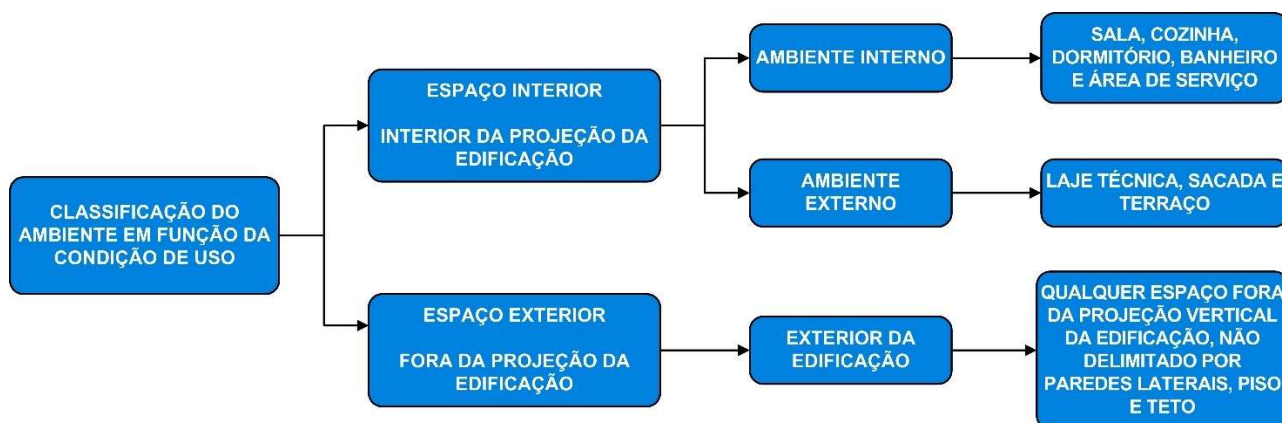 CLASSIFICAÇÃO DO
AMBIENTE EM FUNÇÃO DA
CONDIÇÃO DE USO
ESPAÇO INTERIOR
INTERIOR DA PROJEÇÃO DA
EDIFICAÇÃO
AMBIENTE INTERNO
SALA, COZINHA,
DORMITÓRIO, BANHEIRO
E ÁREA DE SERVIÇO
AMBIENTE
EXTERNO
LAJE TÉCNICA, SACADA E
TERRAÇO
ESPAÇO EXTERIOR
FORA DA PROJEÇÃO DA
EDIFICAÇÃO
EXTERIOR DA
EDIFICAÇÃO
QUALQUER ESPAÇO FORA
DA PROJEÇÃO VERTICAL
DA EDIFICAÇÃO, NÃO
DELIMITADO POR
PAREDES LATERAIS, PISO
E TETO